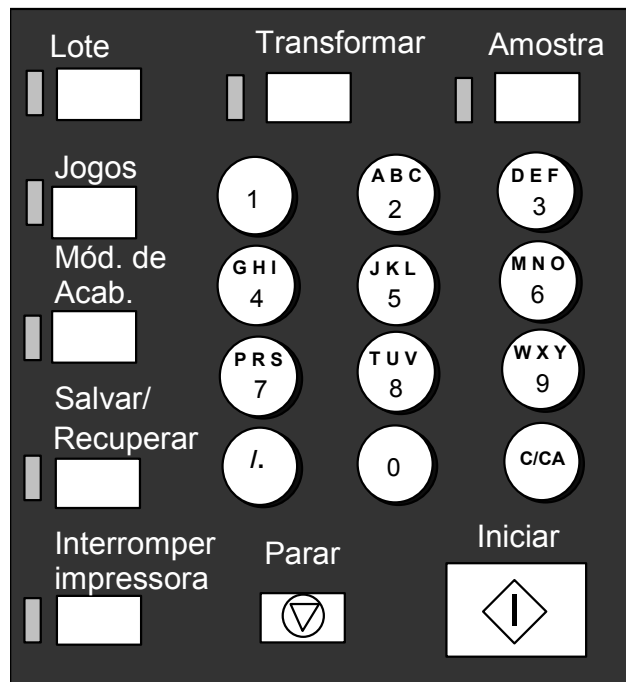 Lote
Transformar
Amostra
Jogos
1
A B C
2
D E F
3
Mód. de
Acab.
G H I
4
J K L
5
M N O
6
Salvar/
Recuperar
P R S
7
T U V
8
W X Y
9
/.
0
C/CA
Interromper
impressora
Parar
Iniciar